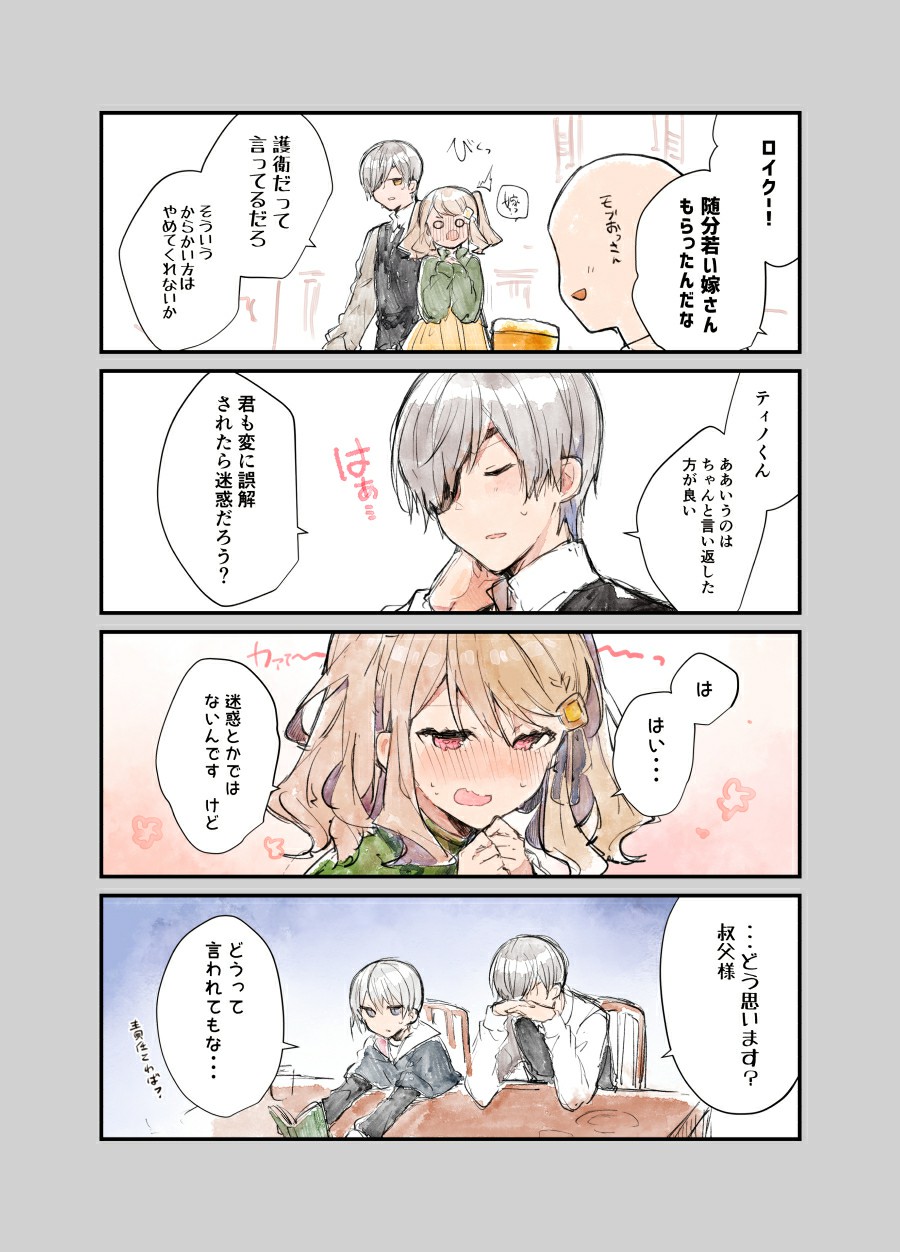 ロイクー!
随分若い嫁さん
もらったんだな
モブおっさん
嫁!?
びくっ
護衛だって
言ってるだろ
そういう
からかい方は
やめてくれないか
ティノくん
ああいうのは
ちゃんと言い返した
方が良い
はぁ…
君も変に誤解
されたら迷惑だろう?
は
はい・・・
カァァ〜〜〜っ
迷惑とかでは
ないんです けど
・・・どう思います?
叔父様
どうって
言われてもな・・・
責任とれば?